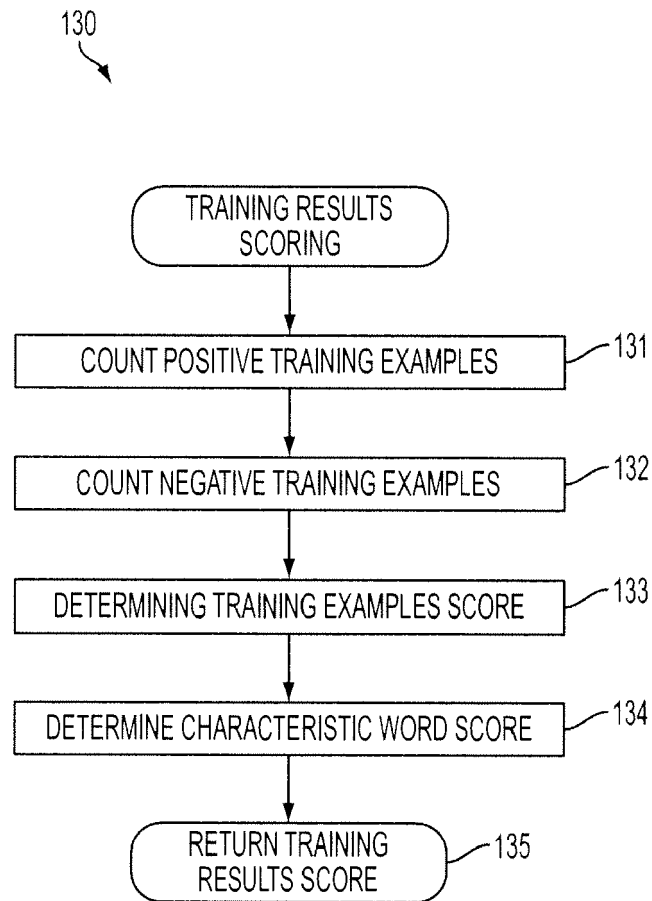 130
TRAINING RESULTS
SCORING
COUNT POSITIVE TRAINING EXAMPLES
131
COUNT NEGATIVE TRAINING EXAMPLES
132
DETERMINING TRAINING EXAMPLES SCORE
133
DETERMINE CHARACTERISTIC WORD SCORE
134
RETURN TRAINING
RESULTS SCORE
135